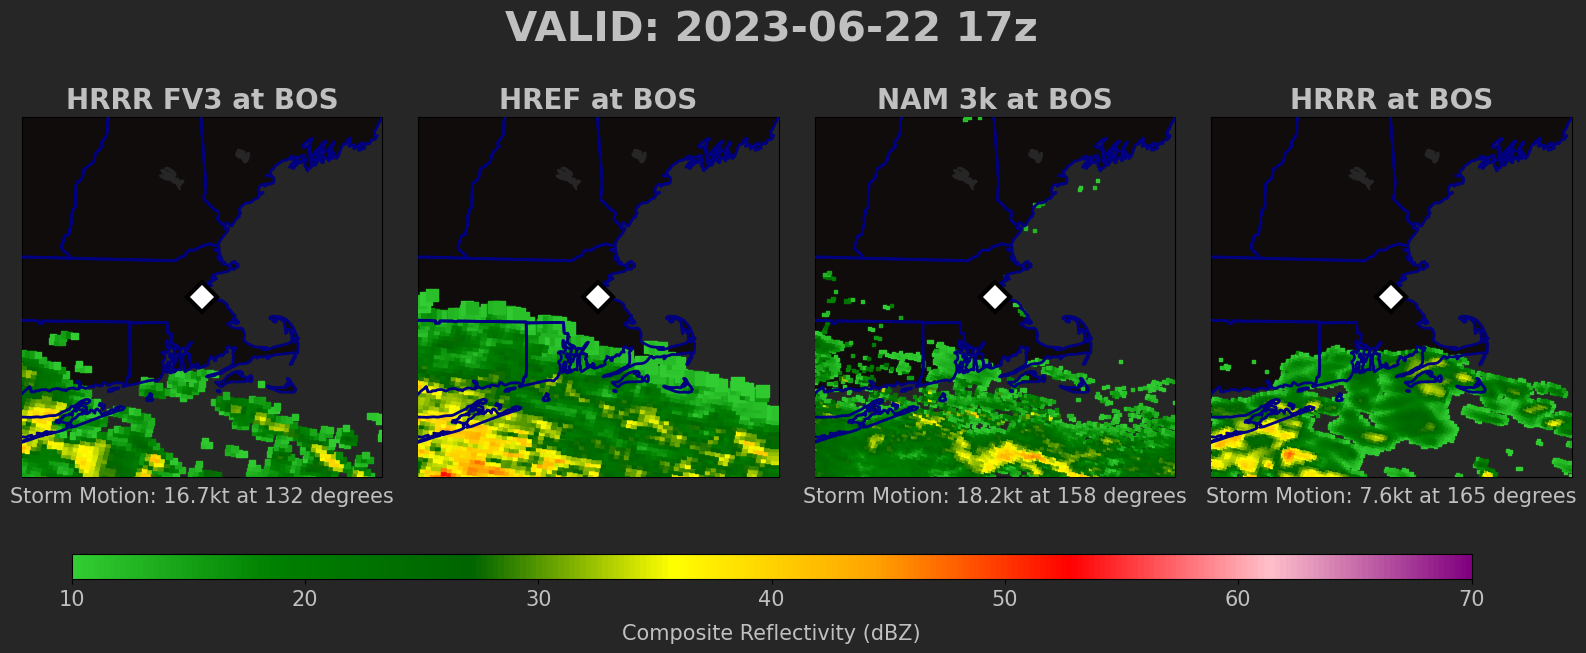 VALID: 2023-06-22 17z
HRRR FV3 at BOS
HREF at BOS
NAM 3k at BOS
HRRR at BOS
Storm Motion: 16.7kt at 132 degrees
Storm Motion: 18.2kt at 158 degrees
Storm Motion: 7.6kt at 165 degrees
10 20 30 40 50 60 70
Composite Reflectivity (dBZ)